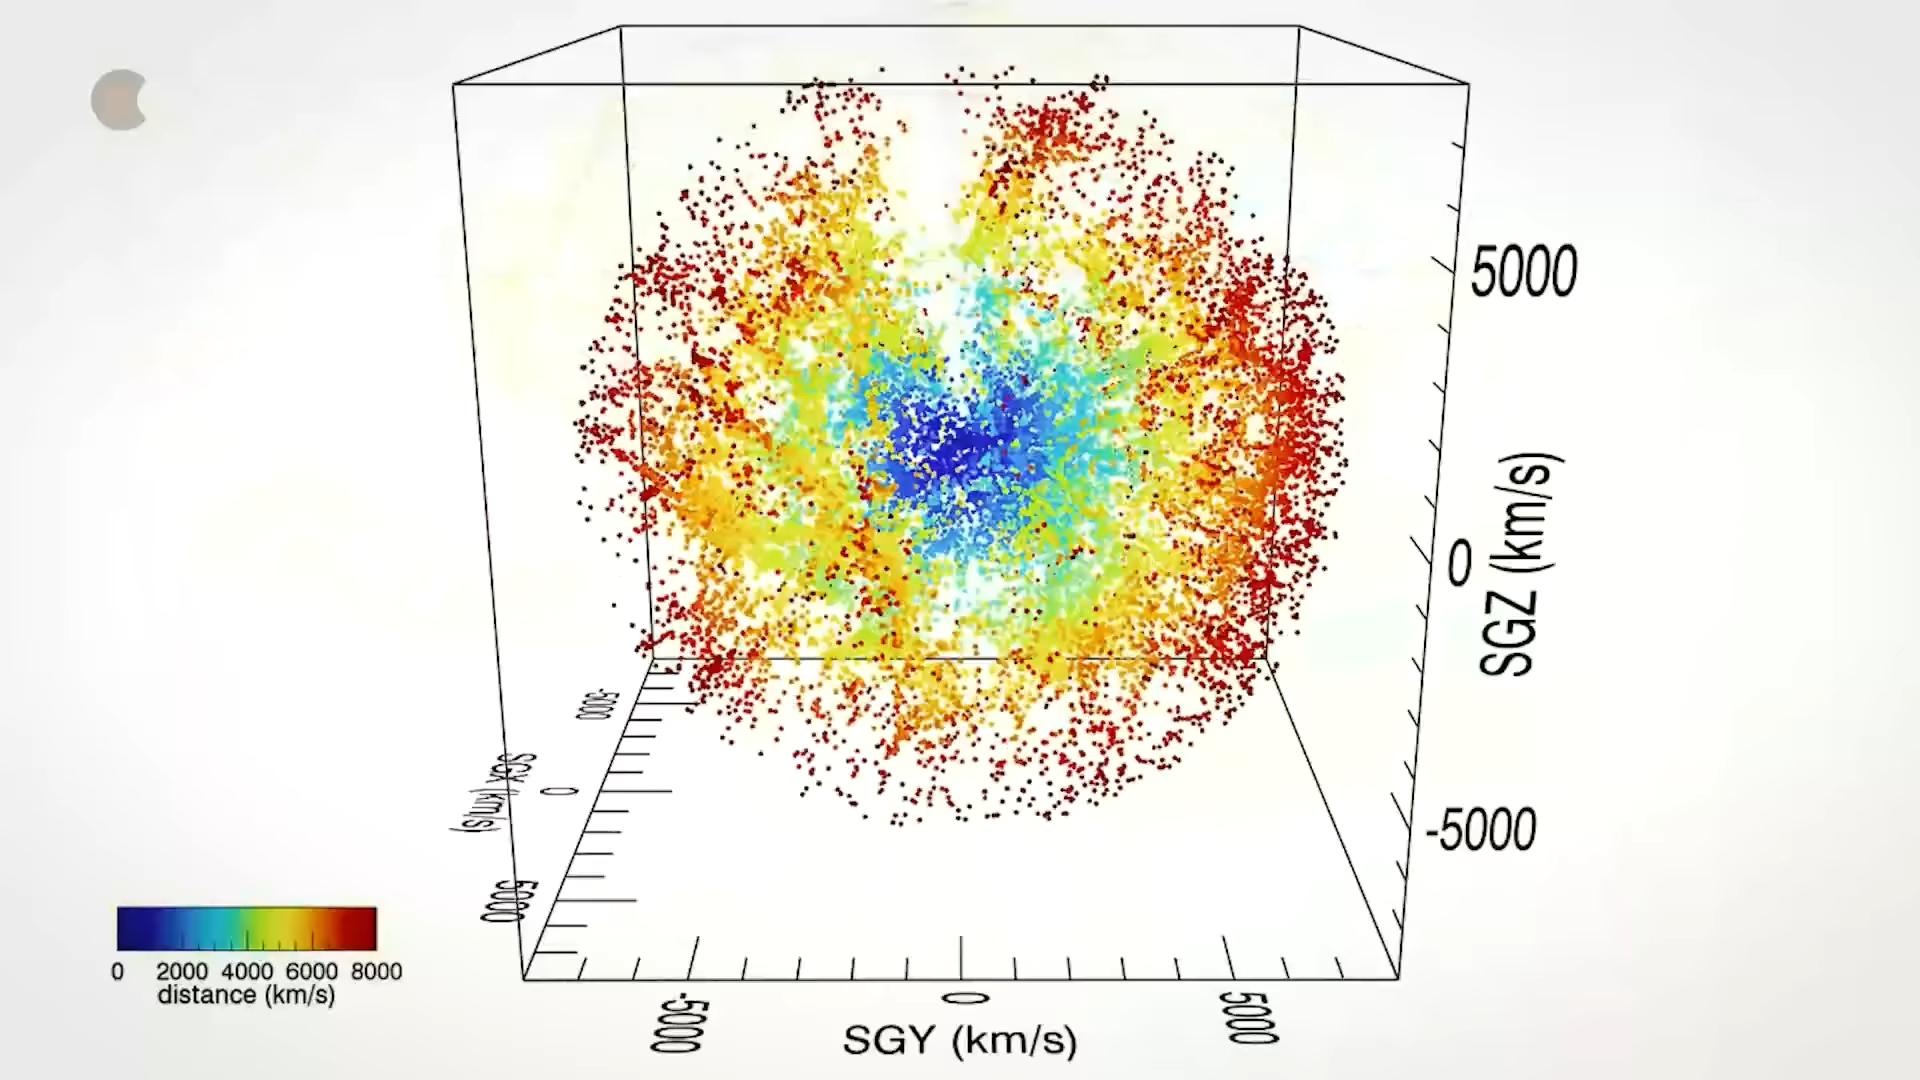 5000
0
SGZ (km/s)
-5000
-5000
SGX (km/s)
0
5000
0 2000 4000 6000 8000
distance (km/s)
-5000 0 5000
SGY (km/s)